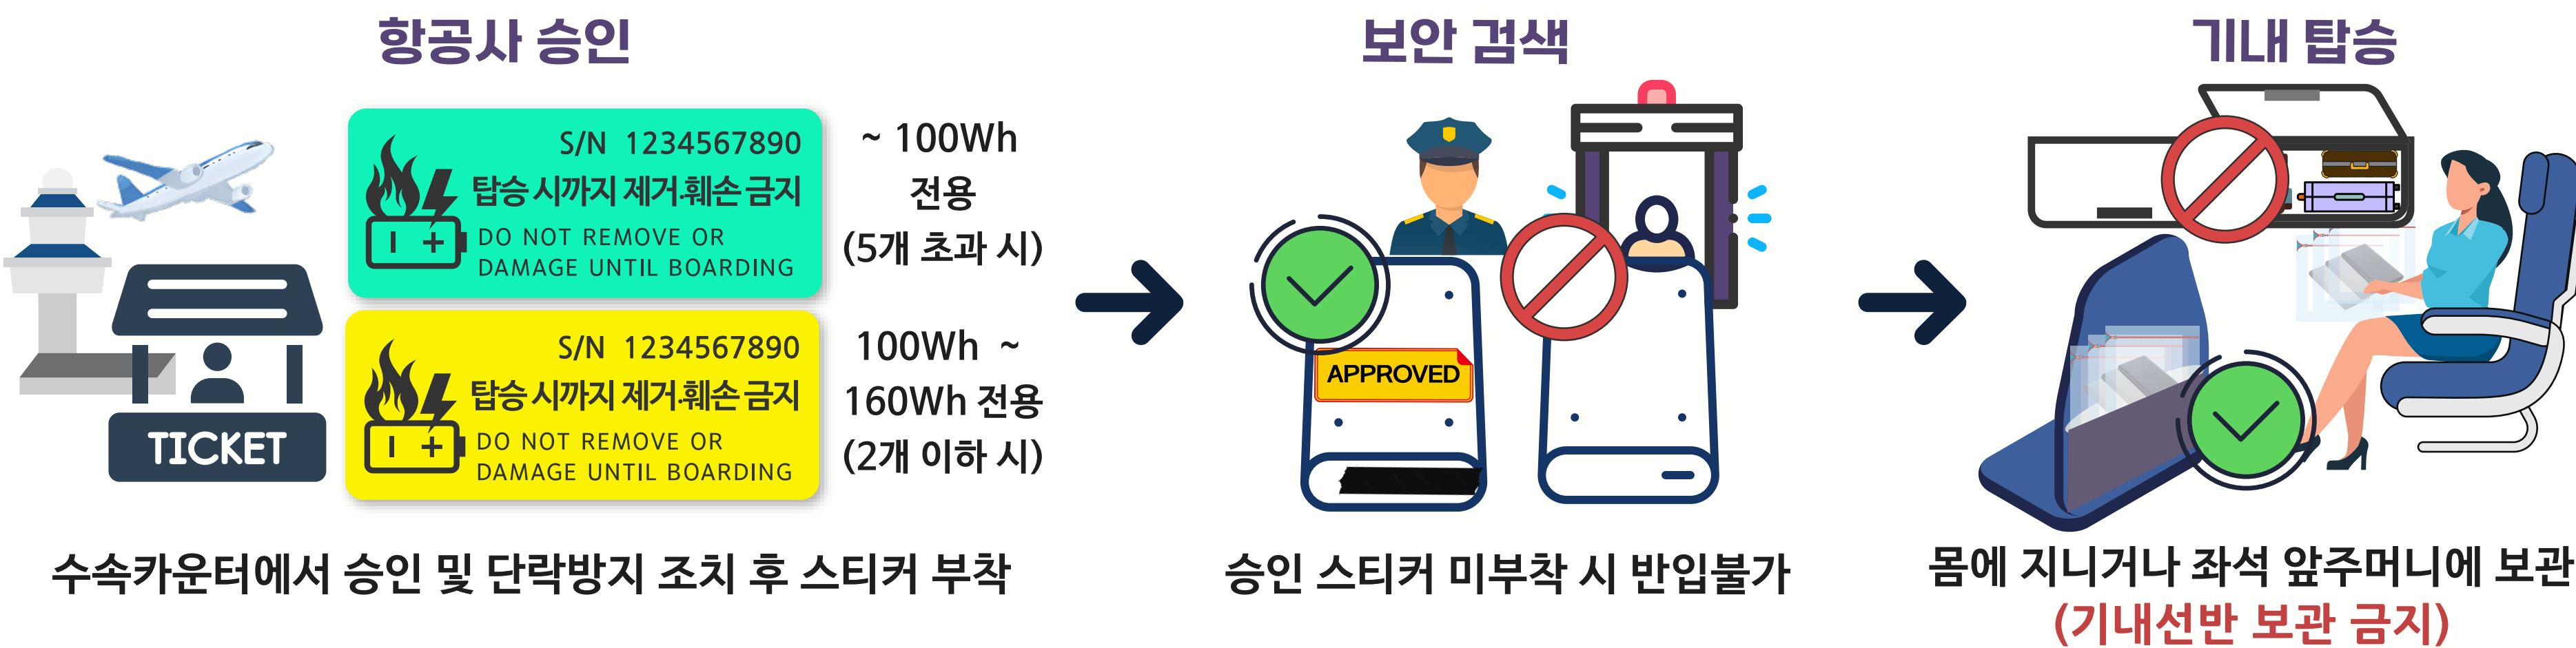 항공사 승인
S/N 1234567890
탑승 시까지 제거·훼손 금지
DO NOT REMOVE OR
DAMAGE UNTIL BOARDING
~ 100Wh
전용
(5개 초과 시)
S/N 1234567890
탑승 시까지 제거·훼손 금지
DO NOT REMOVE OR
DAMAGE UNTIL BOARDING
100Wh ~
160Wh 전용
(2개 이하 시)
TICKET
수속카운터에서 승인 및 단락방지 조치 후 스티커 부착
보안 검색
APPROVED
승인 스티커 미부착 시 반입불가
기내 탑승
몸에 지니거나 좌석 앞주머니에 보관
(기내선반 보관 금지)